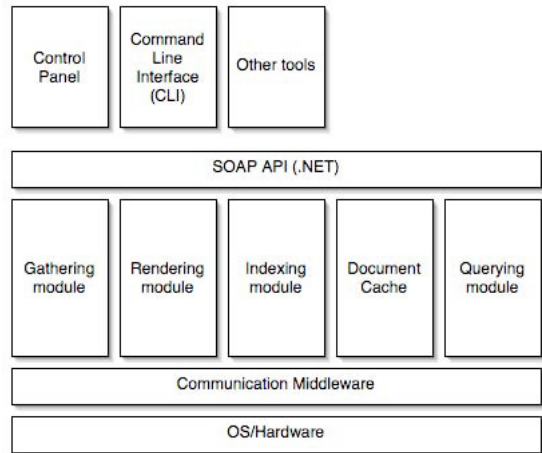 Control
Panel
Command
Line
Interface
(CLI)
Other tools
SOAP API (.NET)
Gathering
module
Rendering
module
Indexing
module
Document
Cache
Querying
module
Communication Middleware
OS/Hardware